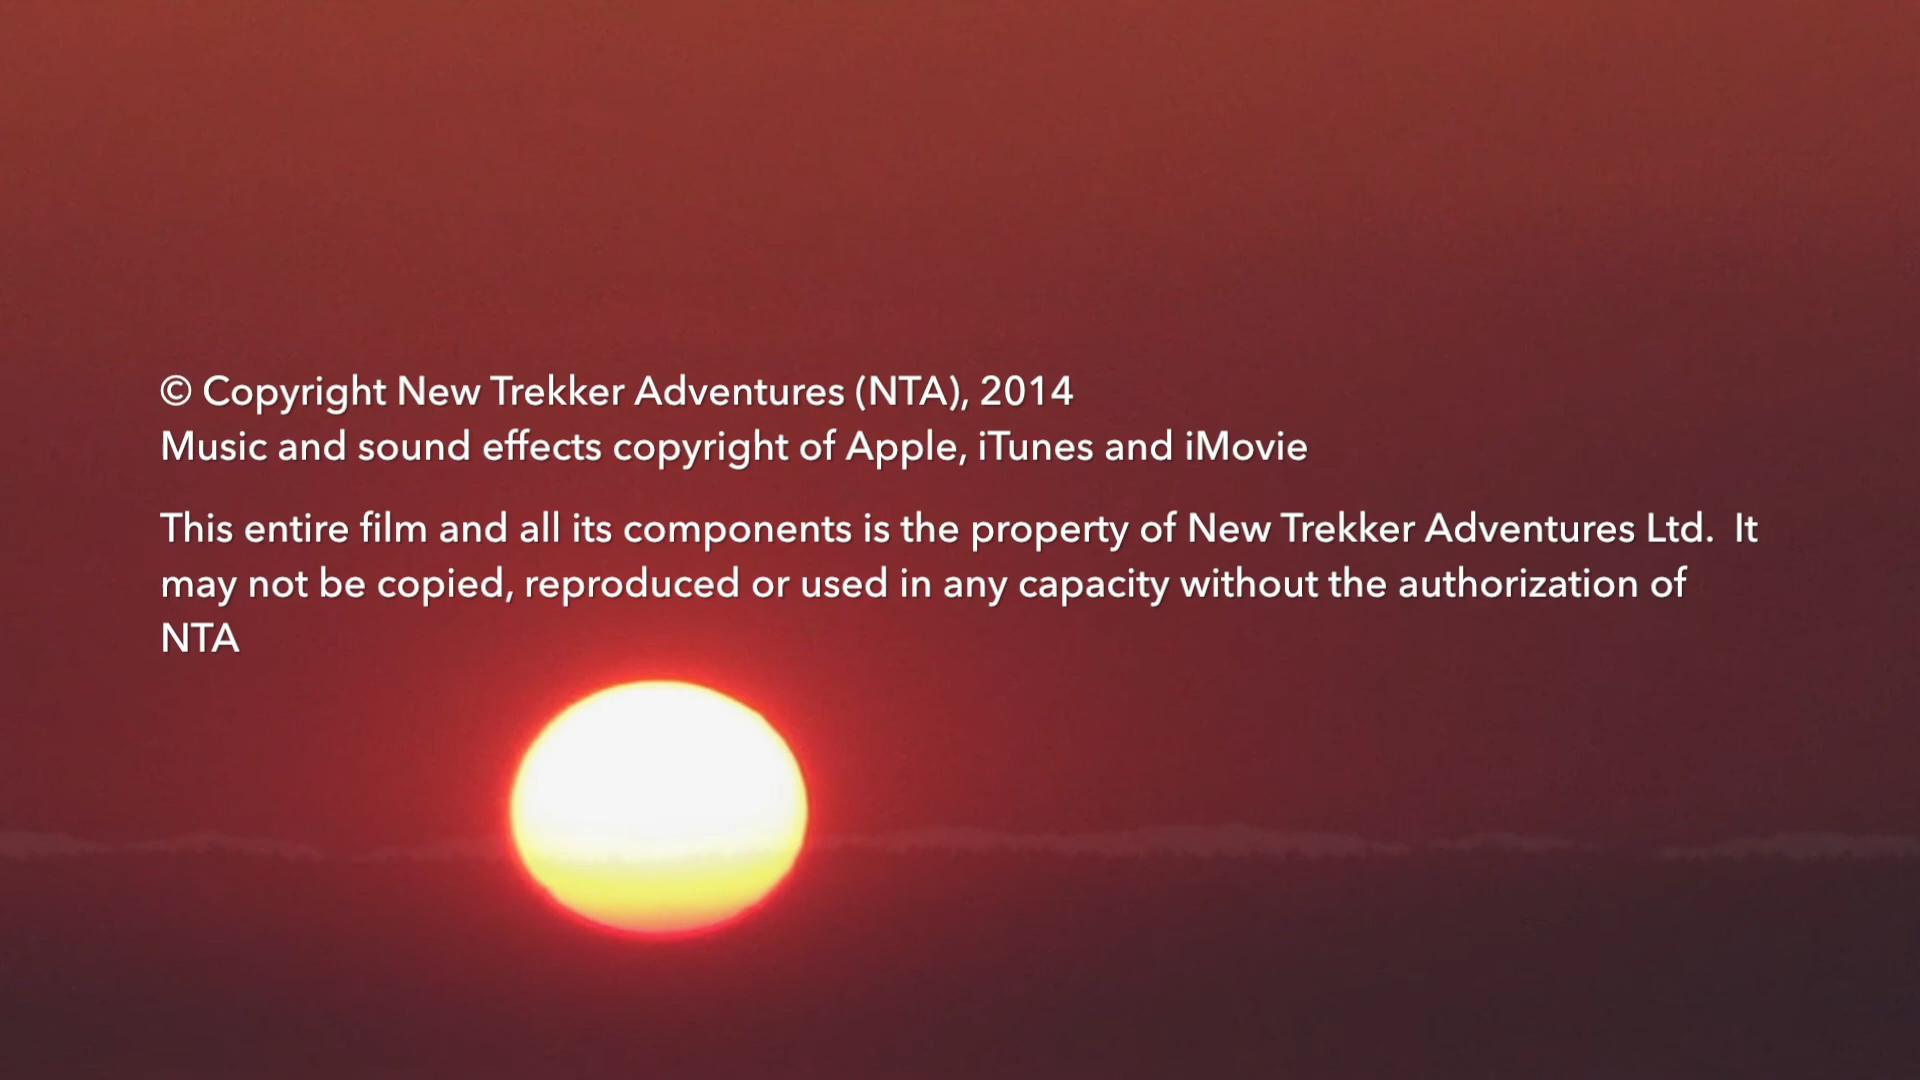 © Copyright New Trekker Adventures (NTA), 2014
Music and sound effects copyright of Apple, iTunes and iMovie
This entire film and all its components is the property of New Trekker Adventures Ltd.  It
may not be copied, reproduced or used in any capacity without the authorization of
NTA